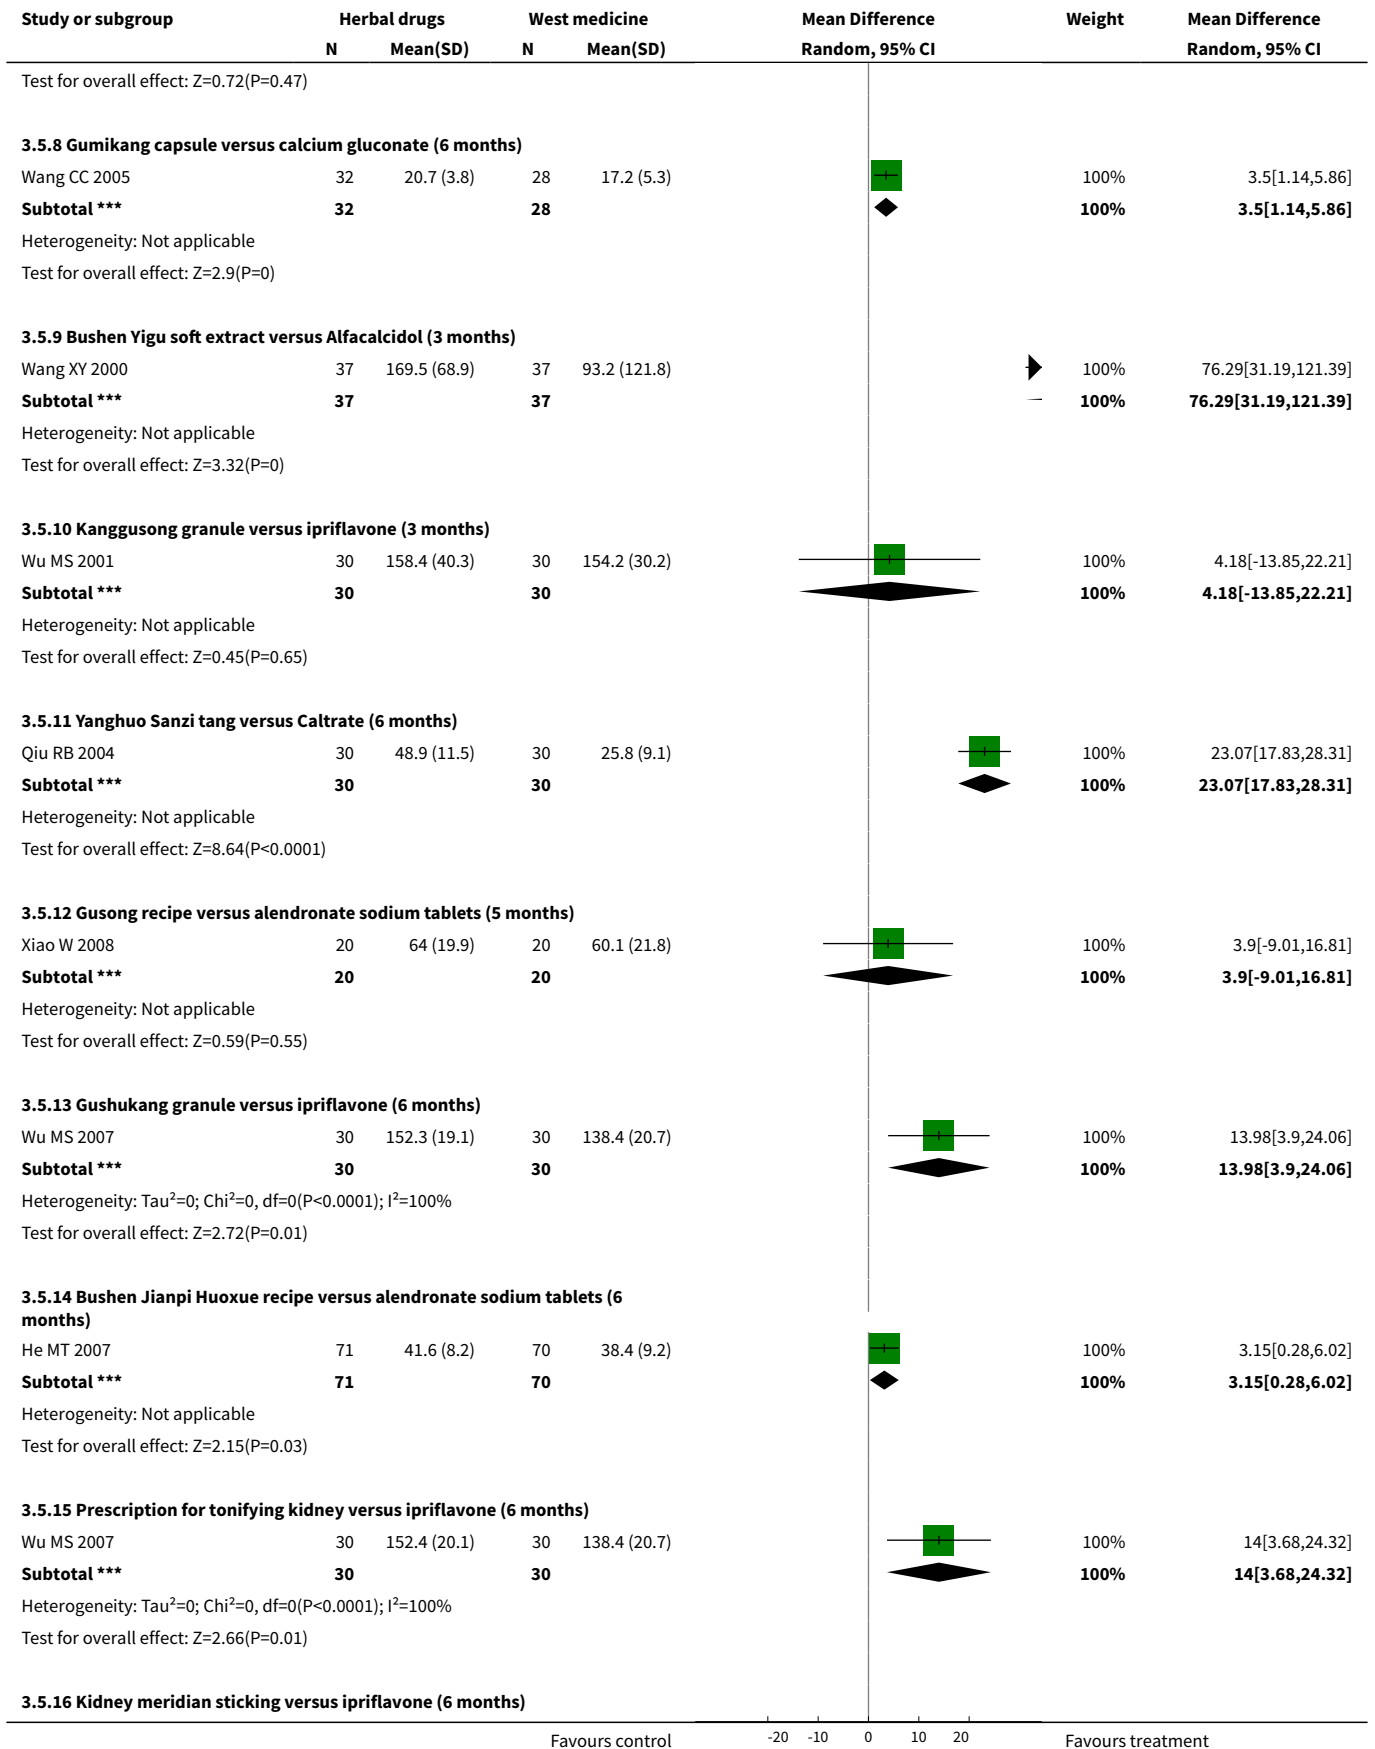 Study or subgroup Herbal drugs West medicine Mean Difference Weight Mean Difference
N Mean(SD) N Mean(SD) Random, 95% CI Random, 95% CI
Test for overall effect: Z=0.72(P=0.47)
3.5.8 Gumikang capsule versus calcium gluconate (6 months)
Wang CC 2005 32 20.7 (3.8) 28 17.2 (5.3) 100% 3.5[1.14,5.86]
Subtotal *** 32 28 100% 3.5[1.14,5.86]
Heterogeneity: Not applicable
Test for overall effect: Z=2.9(P=0)
3.5.9 Bushen Yigu soft extract versus Alfacalcidol (3 months)
Wang XY 2000 37 169.5 (68.9) 37 93.2 (121.8) 100% 76.29[31.19,121.39]
Subtotal *** 37 37 100% 76.29[31.19,121.39]
Heterogeneity: Not applicable
Test for overall effect: Z=3.32(P=0)
3.5.10 Kanggusong granule versus ipriflavone (3 months)
Wu MS 2001 30 158.4 (40.3) 30 154.2 (30.2) 100% 4.18[-13.85,22.21]
Subtotal *** 30 30 100% 4.18[-13.85,22.21]
Heterogeneity: Not applicable
Test for overall effect: Z=0.45(P=0.65)
3.5.11 Yanghuo Sanzi tang versus Caltrate (6 months)
Qiu RB 2004 30 48.9 (11.5) 30 25.8 (9.1) 100% 23.07[17.83,28.31]
Subtotal *** 30 30 100% 23.07[17.83,28.31]
Heterogeneity: Not applicable
Test for overall effect: Z=8.64(P<0.0001)
3.5.12 Gusong recipe versus alendronate sodium tablets (5 months)
Xiao W 2008 20 64 (19.9) 20 60.1 (21.8) 100% 3.9[-9.01,16.81]
Subtotal *** 20 20 100% 3.9[-9.01,16.81]
Heterogeneity: Not applicable
Test for overall effect: Z=0.59(P=0.55)
3.5.13 Gushukang granule versus ipriflavone (6 months)
Wu MS 2007 30 152.3 (19.1) 30 138.4 (20.7) 100% 13.98[3.9,24.06]
Subtotal *** 30 30 100% 13.98[3.9,24.06]
Heterogeneity: Tau²=0; Chi²=0, df=0(P<0.0001); I²=100%
Test for overall effect: Z=2.72(P=0.01)
3.5.14 Bushen Jianpi Huoxue recipe versus alendronate sodium tablets (6
months)
He MT 2007 71 41.6 (8.2) 70 38.4 (9.2) 100% 3.15[0.28,6.02]
Subtotal *** 71 70 100% 3.15[0.28,6.02]
Heterogeneity: Not applicable
Test for overall effect: Z=2.15(P=0.03)
3.5.15 Prescription for tonifying kidney versus ipriflavone (6 months)
Wu MS 2007 30 152.4 (20.1) 30 138.4 (20.7) 100% 14[3.68,24.32]
Subtotal *** 30 30 100% 14[3.68,24.32]
Heterogeneity: Tau²=0; Chi²=0, df=0(P<0.0001); I²=100%
Test for overall effect: Z=2.66(P=0.01)
3.5.16 Kidney meridian sticking versus ipriflavone (6 months)
Favours control -20 -10 0 10 20 Favours treatment